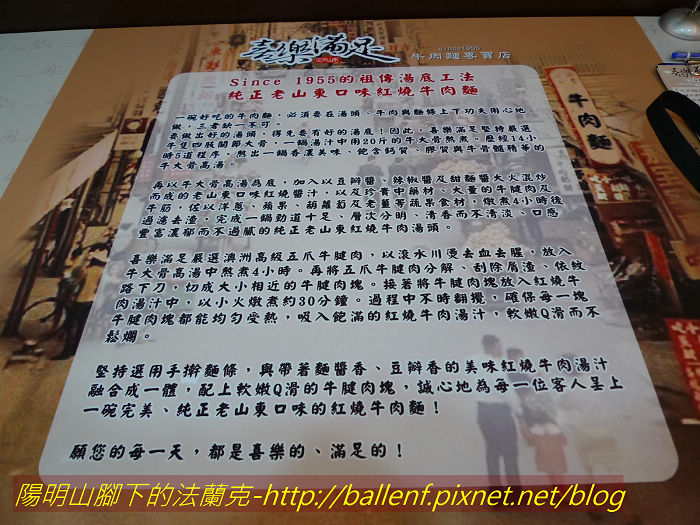 喜樂滿足
since1955
牛肉麵專賣店
牛肉麵
Since 1955的祖傳湯底工法
純正老山東口味紅燒牛肉麵
一碗好吃的牛肉麵，必須要在湯頭、牛肉與麵條上下功夫用心地
做，三者缺一不可，
要做出好的湯頭，得先要有好的湯底！因此，喜樂滿足堅持嚴選
牛隻四肢關節大骨，一鍋湯汁中用20斤的牛大骨熬煮。歷經14小
時5道程序，熬出一鍋香濃美味、飽含鈣質、膠質與牛骨髓精華的
牛大骨高湯。
再以牛大骨高湯為底，加入以豆瓣醬、辣椒醬及甜麵醬大火混炒
而成的老山東口味紅燒醬汁，以及珍貴中藥材、大量的牛腱肉及
牛筋，佐以洋蔥、蘋果、胡蘿蔔及老薑等蔬果食材，燉煮4小時後
過濾去渣，完成一鍋勁道十足、層次分明、清香而不清淡、口感
豐富濃郁而不過膩的純正老山東紅燒牛肉湯頭。
喜樂滿足嚴選澳洲高級五爪牛腱肉，以滾水川燙去血去腥，放入
牛大骨高湯中熬煮4小時。再將五爪牛腱肉分解、刮除屑渣、依紋
路下刀，切成大小相近的牛腱肉塊。接著將牛腱肉塊放入紅燒牛
肉湯汁中，以小火燉煮約30分鐘。過程中不時翻攪，確保每一塊
牛腱肉塊都能均勻受熱，吸入飽滿的紅燒牛肉湯汁，軟嫩Q滑而不
鬆爛。
堅持選用手擀麵條，與帶著麵醬香、豆瓣香的美味紅燒牛肉湯汁
融合成一體，配上軟嫩Q滑的牛腱肉塊，誠心地為每一位客人呈上
一碗完美、純正老山東口味的紅燒牛肉麵！
願您的每一天，都是喜樂的、滿足的！
陽明山腳下的法蘭克-http://ballenf.pixnet.net/blog